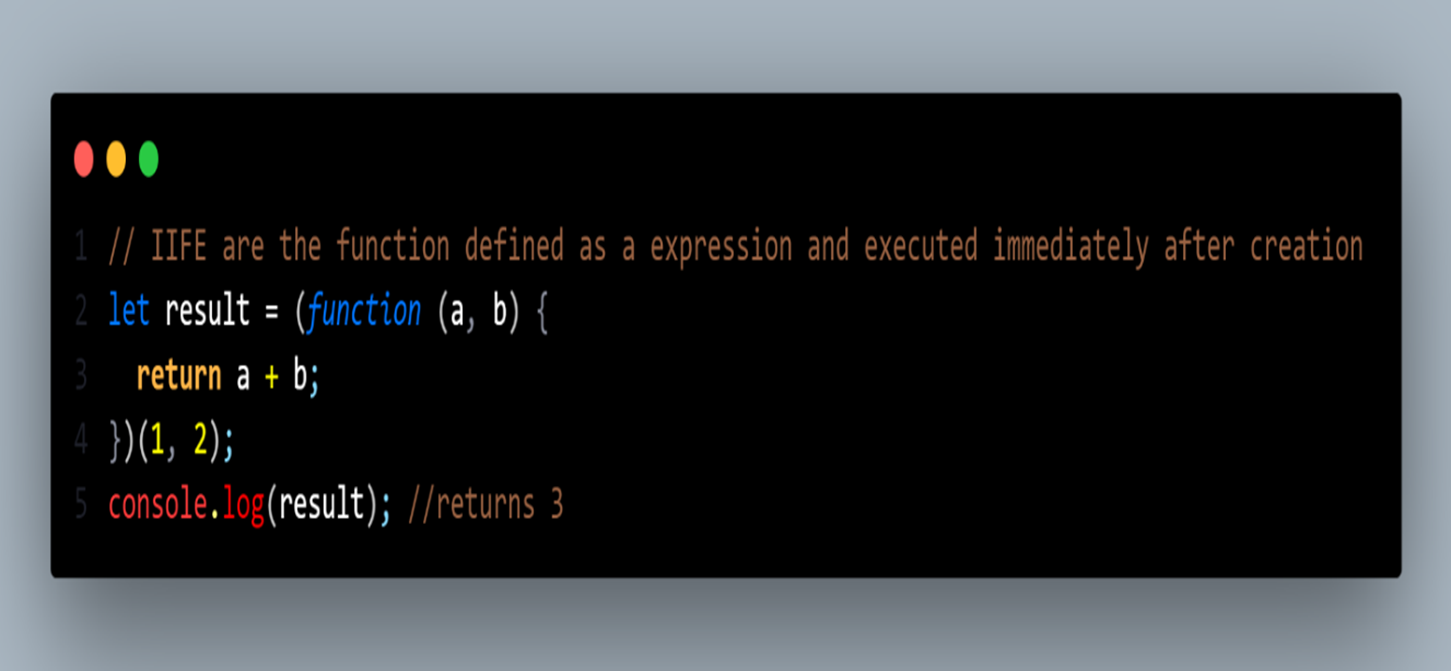 1 // IIFE are the function defined as a expression and executed immediately after creation
2 let result = (function (a, b) {
3   return a + b;
4 })(1, 2);
5 console.log(result); //returns 3